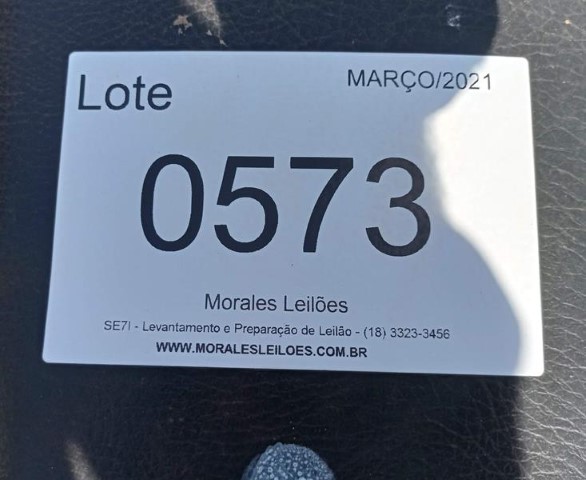 Lote
MARÇO/2021
0573
Morales Leilões
SE7I - Levantamento e Preparação de Leilão - (18) 3323-3456
WWW.MORALESLEILOES.COM.BR